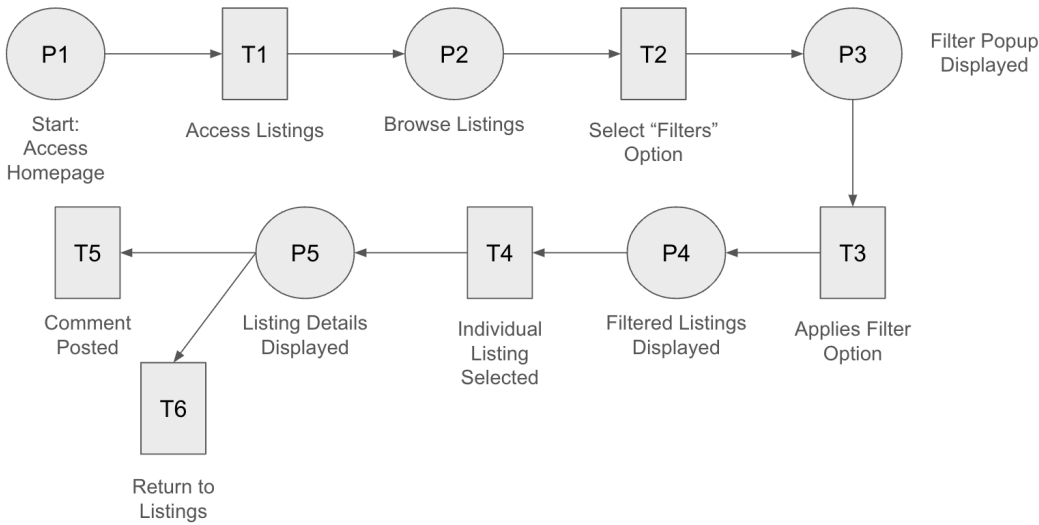 P1
T1
P2
T2
P3
Filter Popup
Displayed
Start:
Access
Homepage
Access Listings
Browse Listings
Select “Filters”
Option
T5
P5
T4
P4
T3
Comment
Posted
Listing Details
Displayed
Individual
Listing
Selected
Filtered Listings
Displayed
Applies Filter
Option
T6
Return to
Listings